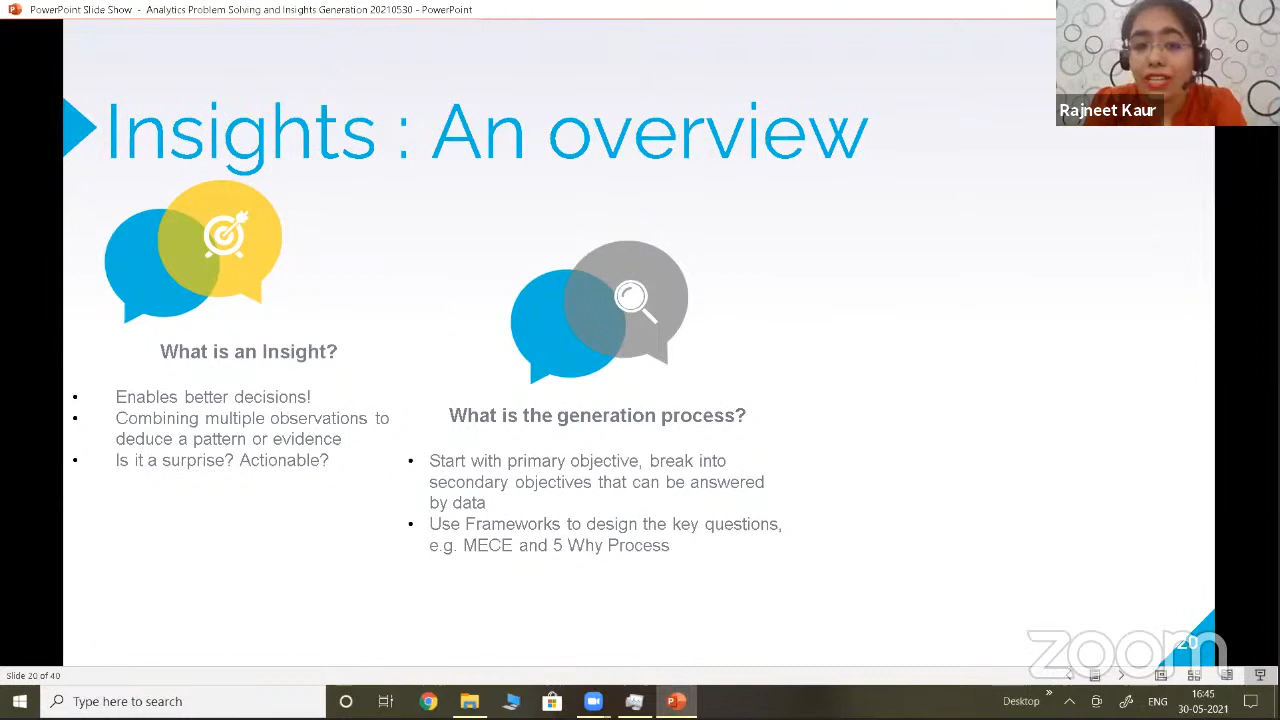 PowerPoint Slide Show - Analytics Problem Solving and Insights Generation 20210530 - PowerPoint
Rajneet Kaur
Insights : An overview
What is an Insight?
• Enables better decisions!
• Combining multiple observations to
deduce a pattern or evidence
• Is it a surprise? Actionable?
What is the generation process?
• Start with primary objective, break into
secondary objectives that can be answered
by data
• Use Frameworks to design the key questions,
e.g. MECE and 5 Why Process
20
zoom
Slide 20 of 40
Type here to search
Desktop
ENG
16:45
30-05-2021